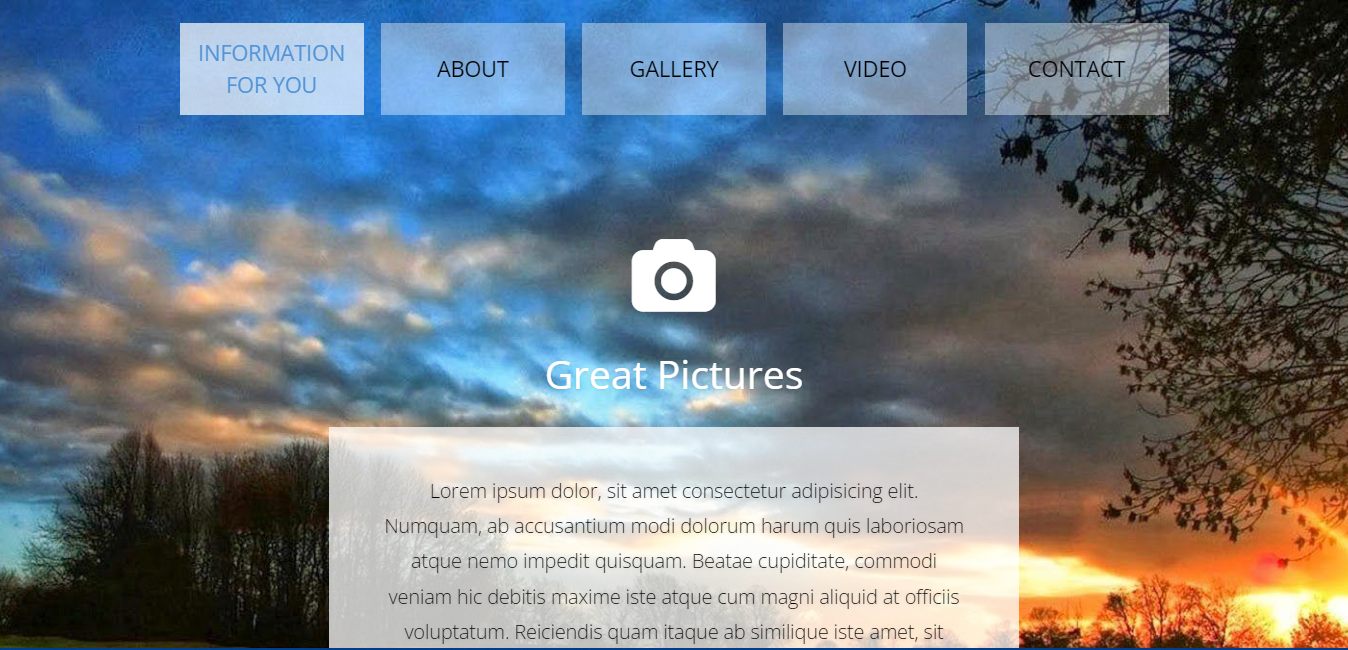 INFORMATION
FOR YOU
ABOUT
GALLERY
VIDEO
CONTACT
Great Pictures
Lorem ipsum dolor, sit amet consectetur adipisicing elit.
Numquam, ab accusantium modi dolorum harum quis laboriosam
atque nemo impedit quisquam. Beatae cupiditate, commodi
veniam hic debitis maxime iste atque cum magni aliquid at officiis
voluptatum. Reiciendis quam itaque ab similique iste amet, sit